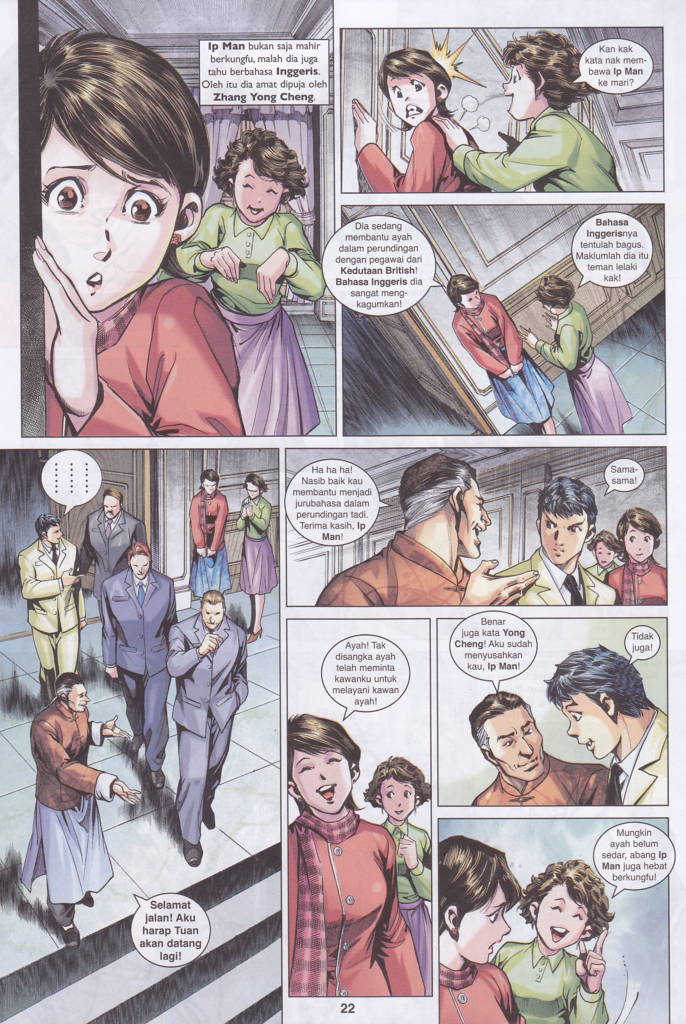 Ip Man bukan saja mahir
berkungfu, malah dia juga
tahu berbahasa Inggeris.
Oleh itu dia amat dipuja oleh
Zhang Yong Cheng.
Kan kak
kata nak mem-
bawa Ip Man
ke mari?
Dia sedang
membantu ayah
dalam perundingan
dengan pegawai dari
Kedutaan British!
Bahasa Inggeris dia
sangat meng-
kagumkan!
Bahasa
Inggerisnya
tentulah bagus.
Maklumlah dia itu
teman lelaki
kak!
Selamat
jalan! Aku
harap Tuan
akan datang
lagi!
Ha ha ha!
Nasib baik kau
membantu menjadi
jurubahasa dalam
perundingan tadi.
Terima kasih, Ip
Man!
Sama-
sama!
Ayah! Tak
disangka ayah
telah meminta
kawanku untuk
melayani kawan
ayah!
Benar
juga kata Yong
Cheng! Aku sudah
menyusahkan
kau, Ip Man!
Tidak
juga!
Mungkin
ayah belum
sedar, abang Ip
Man juga hebat
berkungfu!
22